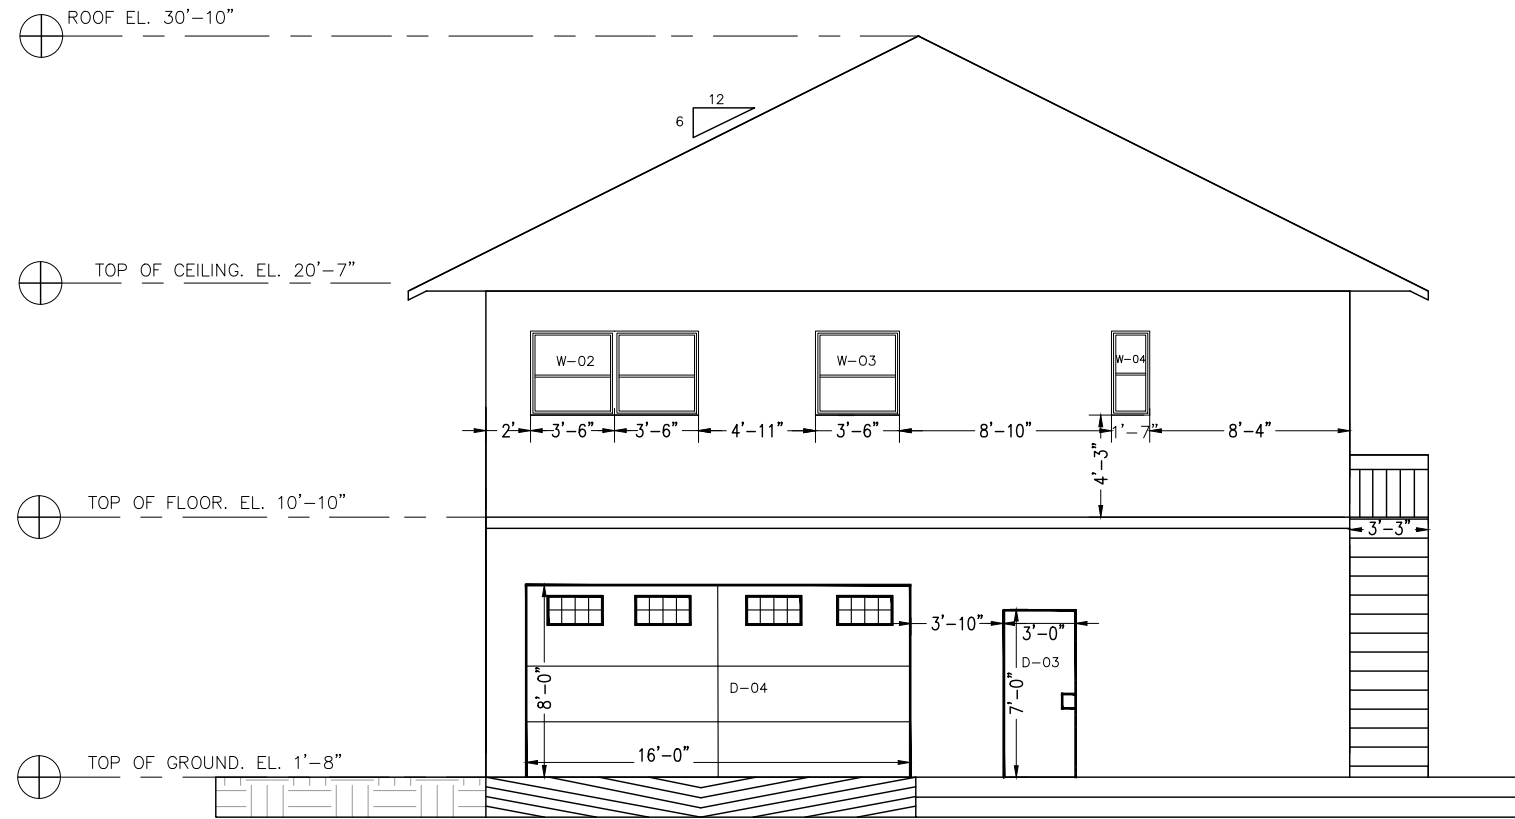 ROOF EL. 30'-10"
12
6
TOP OF CEILING. EL. 20'-7"
W-02
W-03
W-04
2'
3'-6"
3'-6"
4'-11"
3'-6"
8'-10"
1'-7"
8'-4"
4'-3"
TOP OF FLOOR. EL. 10'-10"
3'-3"
3'-10"
3'-0"
D-03
8'-0"
D-04
7'-0"
16'-0"
TOP OF GROUND. EL. 1'-8"